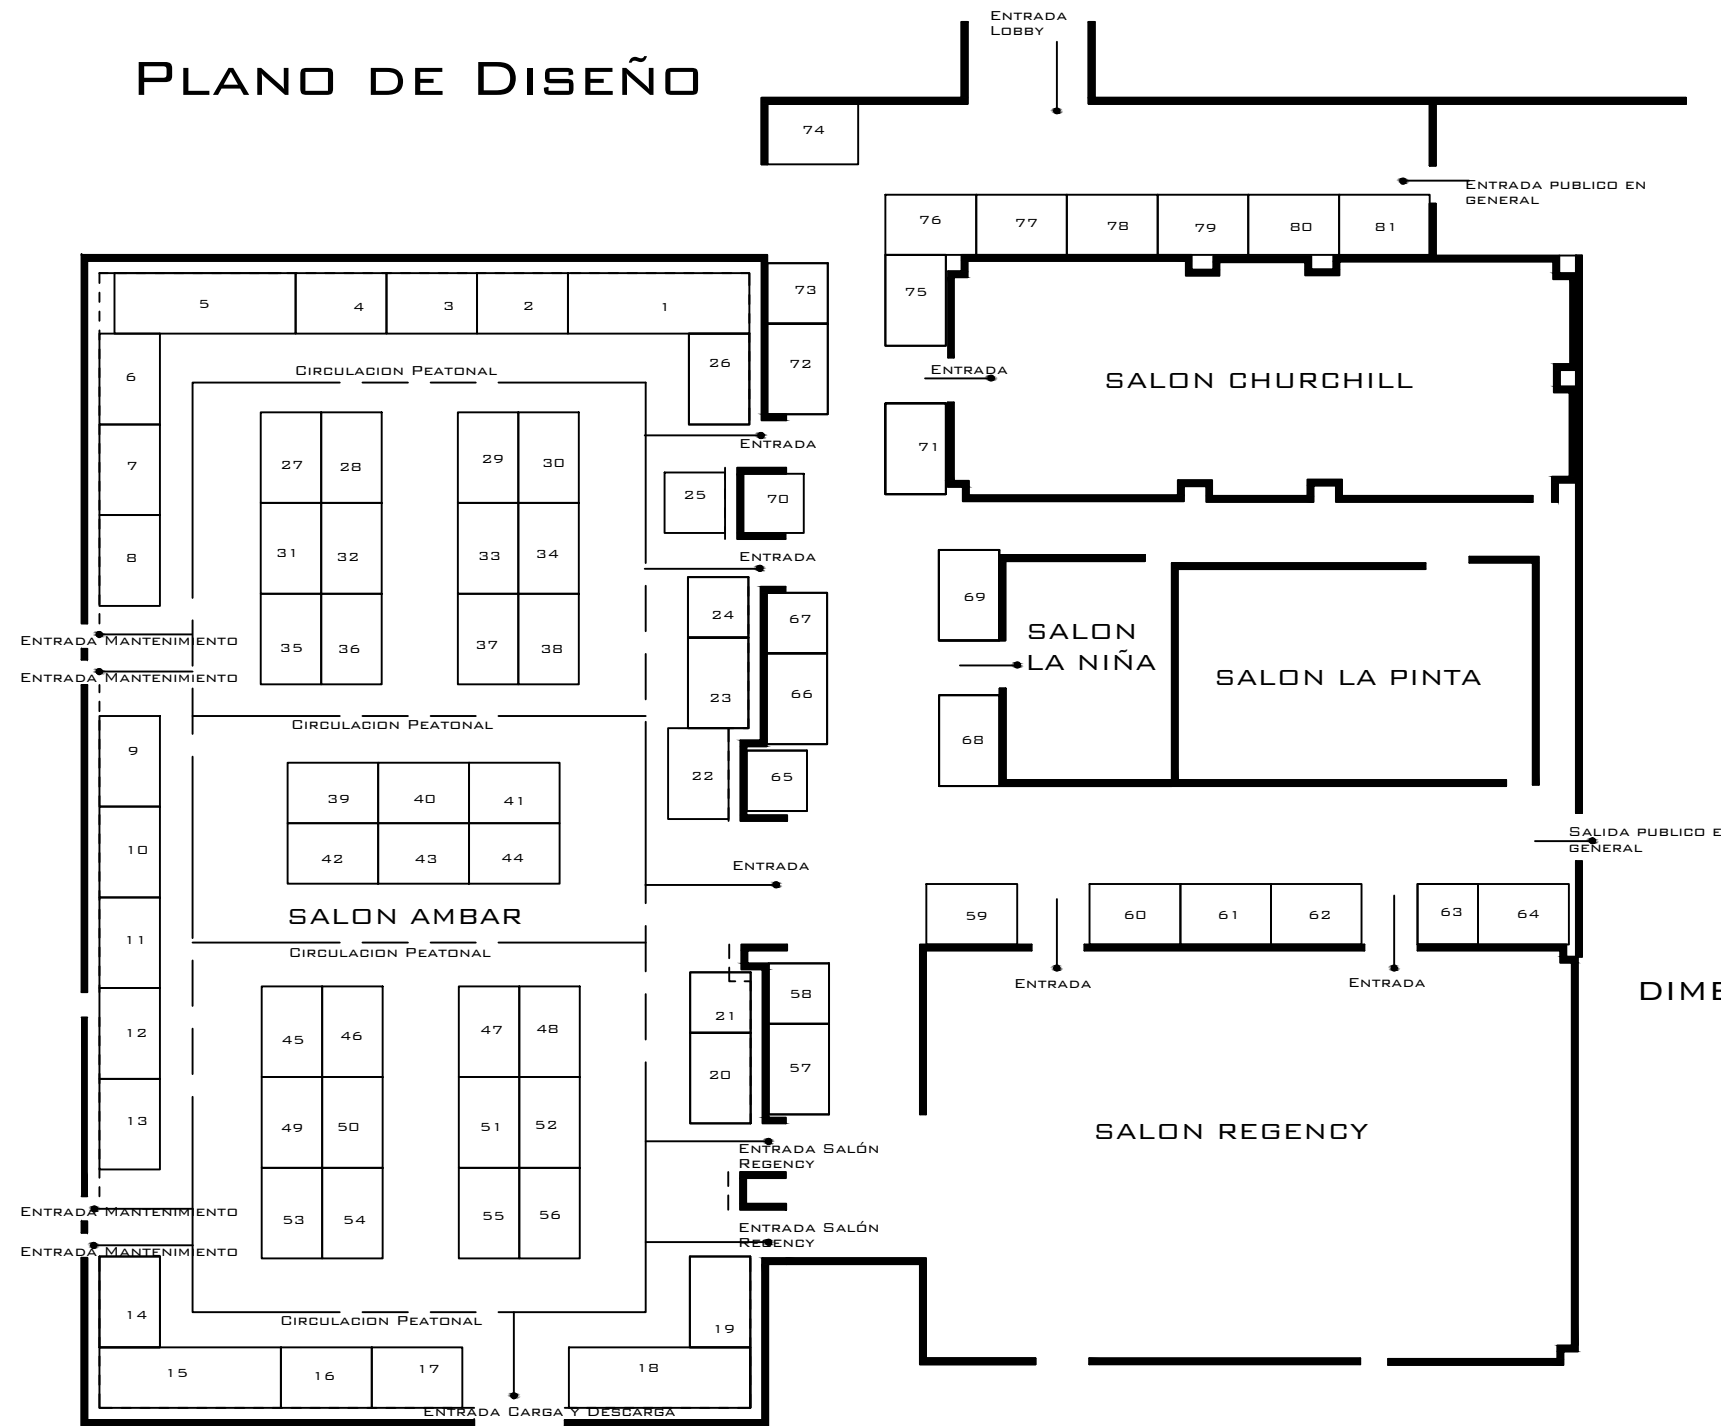 Entrada
Lobby
Plano de Diseño
74
Entrada publico en
general
76 77 78 79 80 81
5 4 3 2 1
73
75
Circulacion Peatonal
6
26
72
Entrada
SALON CHURCHILL
7
27 28 29 30
Entrada
71
25
70
8
31 32 33 34
Entrada
69
24
67
Entrada Mantenimiento
35 36 37 38
SALON
LA NIÑA
Entrada Mantenimiento
SALON LA PINTA
23
66
Circulacion Peatonal
9
68
22
65
39 40 41
10
42 43 44
Salida publico e
general
Entrada
SALON AMBAR
59 60 61 62 63 64
11
Circulacion Peatonal
Entrada
Entrada
DIME
58
21
12
45 46 47 48
20
57
13
49 50 51 52
SALON REGENCY
Entrada Salón
Regency
Entrada Mantenimiento
53 54 55 56
Entrada Salón
Regency
Entrada Mantenimiento
14
Circulacion Peatonal
19
15 16 17 18
Entrada Carga y Descarga